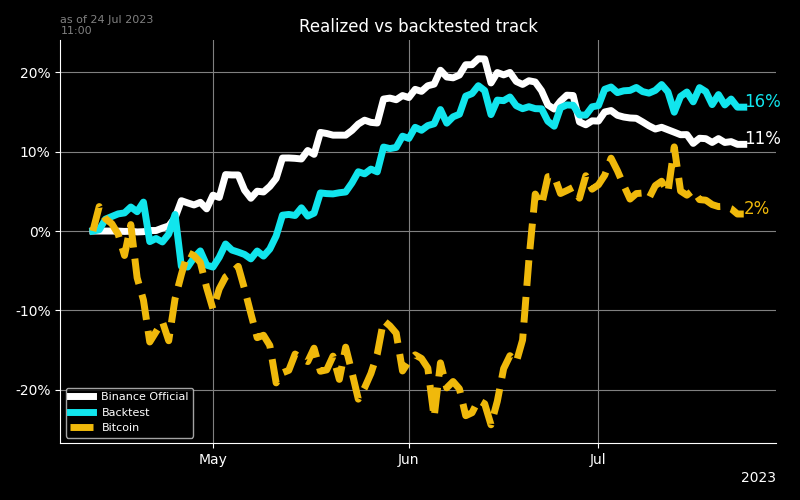 as of 24 Jul 2023
11:00
Realized vs backtested track
20%
10%
0%
-10%
-20%
16%
11%
2%
Binance Official
Backtest
Bitcoin
May
Jun
Jul
2023